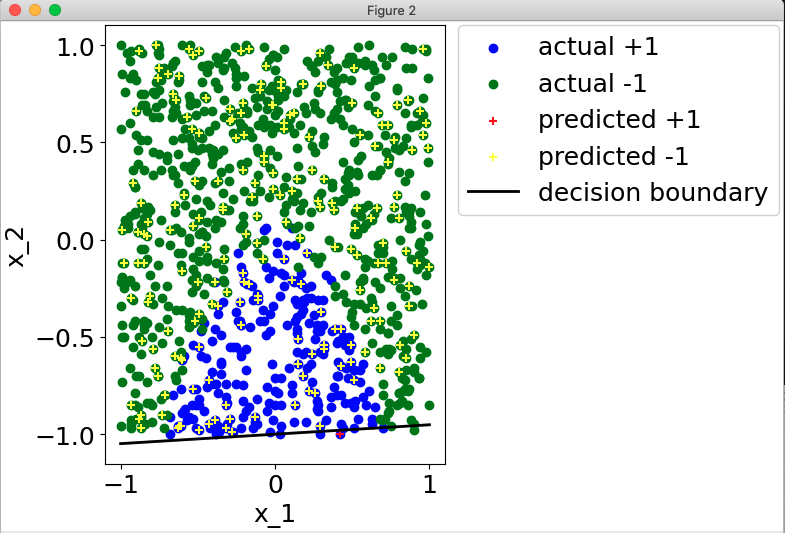 Figure 2
actual +1
actual -1
predicted +1
predicted -1
decision boundary
1.0
0.5
0.0
−0.5
−1.0
x_2
−1
0
1
x_1